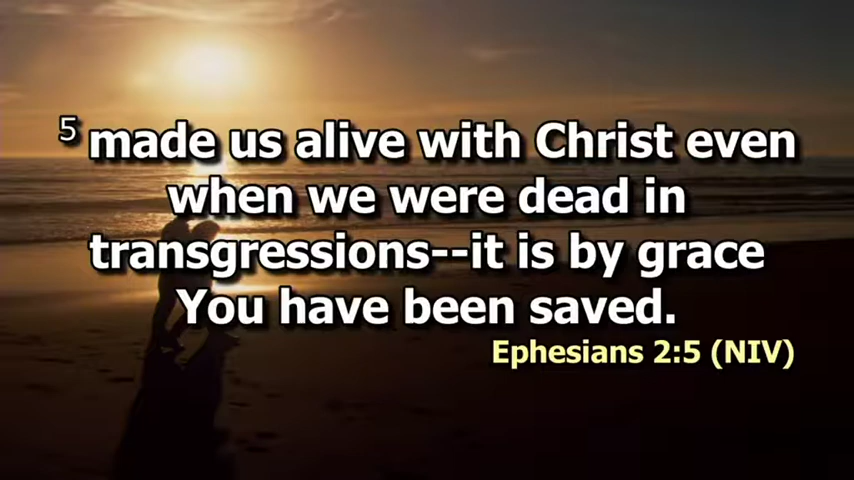 5 made us alive with Christ even
when we were dead in
transgressions--it is by grace
You have been saved.
Ephesians 2:5 (NIV)